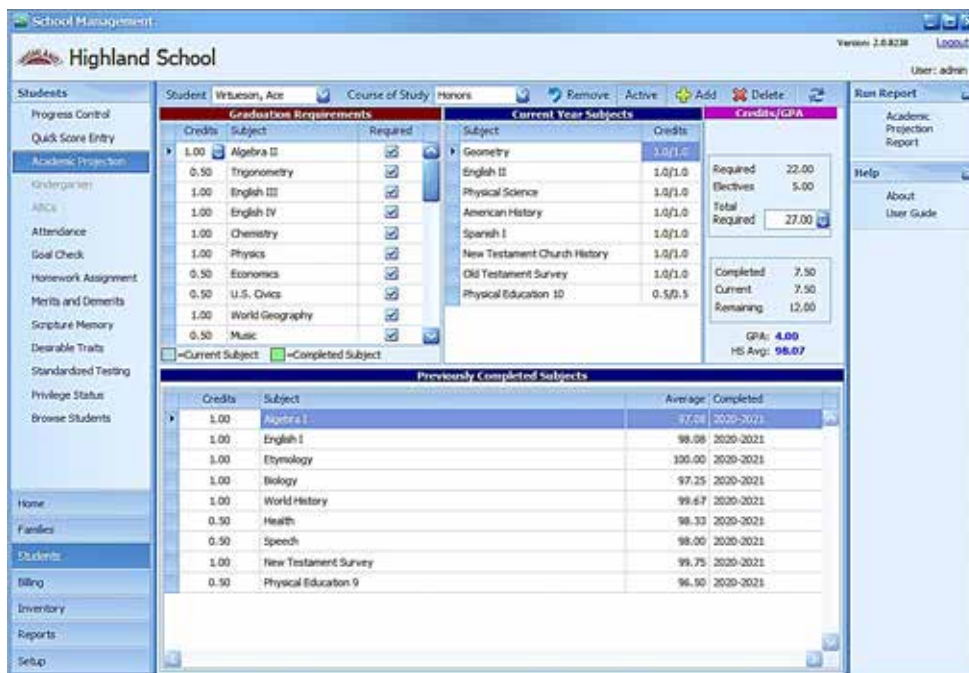 School Management
Highland School
Version: 2.0.8238 Logout
User: admin
Students
Progress Control
Quick Score Entry
Academic Projection
Kindergarten
ABCs
Attendance
Goal Check
Homework Assignment
Merits and Demerits
Scripture Memory
Desirable Traits
Standardized Testing
Privilege Status
Browse Students
Home
Families
Students
Billing
Inventory
Reports
Setup
Student Virtueson, Ace Course of Study Honors Remove Active Add Delete
Graduation Requirements
Credits Subject Required
1.00 Algebra II
0.50 Trigonometry
1.00 English III
1.00 English IV
1.00 Chemistry
1.00 Physics
0.50 Economics
0.50 U.S. Civics
1.00 World Geography
0.50 Music
=Current Subject =Completed Subject
Current Year Subjects
Subject Credits
Geometry 1.0/1.0
English II 1.0/1.0
Physical Science 1.0/1.0
American History 1.0/1.0
Spanish I 1.0/1.0
New Testament Church History 1.0/1.0
Old Testament Survey 1.0/1.0
Physical Education 10 0.5/0.5
Credits/GPA
Required 22.00
Electives 5.00
Total
Required 27.00
Completed 7.50
Current 7.50
Remaining 12.00
GPA: 4.00
HS Avg: 98.07
Previously Completed Subjects
Credits Subject Average Completed
1.00 Algebra I 97.08 2020-2021
1.00 English I 98.08 2020-2021
1.00 Etymology 100.00 2020-2021
1.00 Biology 97.25 2020-2021
1.00 World History 99.67 2020-2021
0.50 Health 98.33 2020-2021
0.50 Speech 98.00 2020-2021
1.00 New Testament Survey 99.75 2020-2021
0.50 Physical Education 9 96.50 2020-2021
Run Report
Academic
Projection
Report
Help
About
User Guide